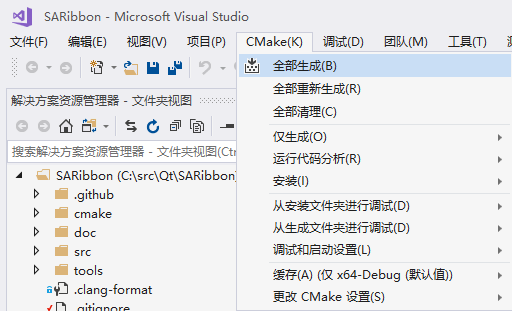 SARibbon - Microsoft Visual Studio
文件(F) 编辑(E) 视图(V) 项目(P) CMake(K) 调试(D) 团队(M) 工具(T)
全部生成(B)
全部重新生成(R)
全部清理(C)
仅生成(O)
运行代码分析(R)
安装(I)
从安装文件夹进行调试(D)
从生成文件夹进行调试(D)
调试和启动设置(L)
缓存(A) (仅 x64-Debug (默认值))
更改 CMake 设置(S)
解决方案资源管理器 - 文件夹视图
搜索解决方案资源管理器 - 文件夹视图(Ctr
SARibbon (C:\src\Qt\SARibbon)
.github
cmake
doc
src
tools
.clang-format
.gitignore